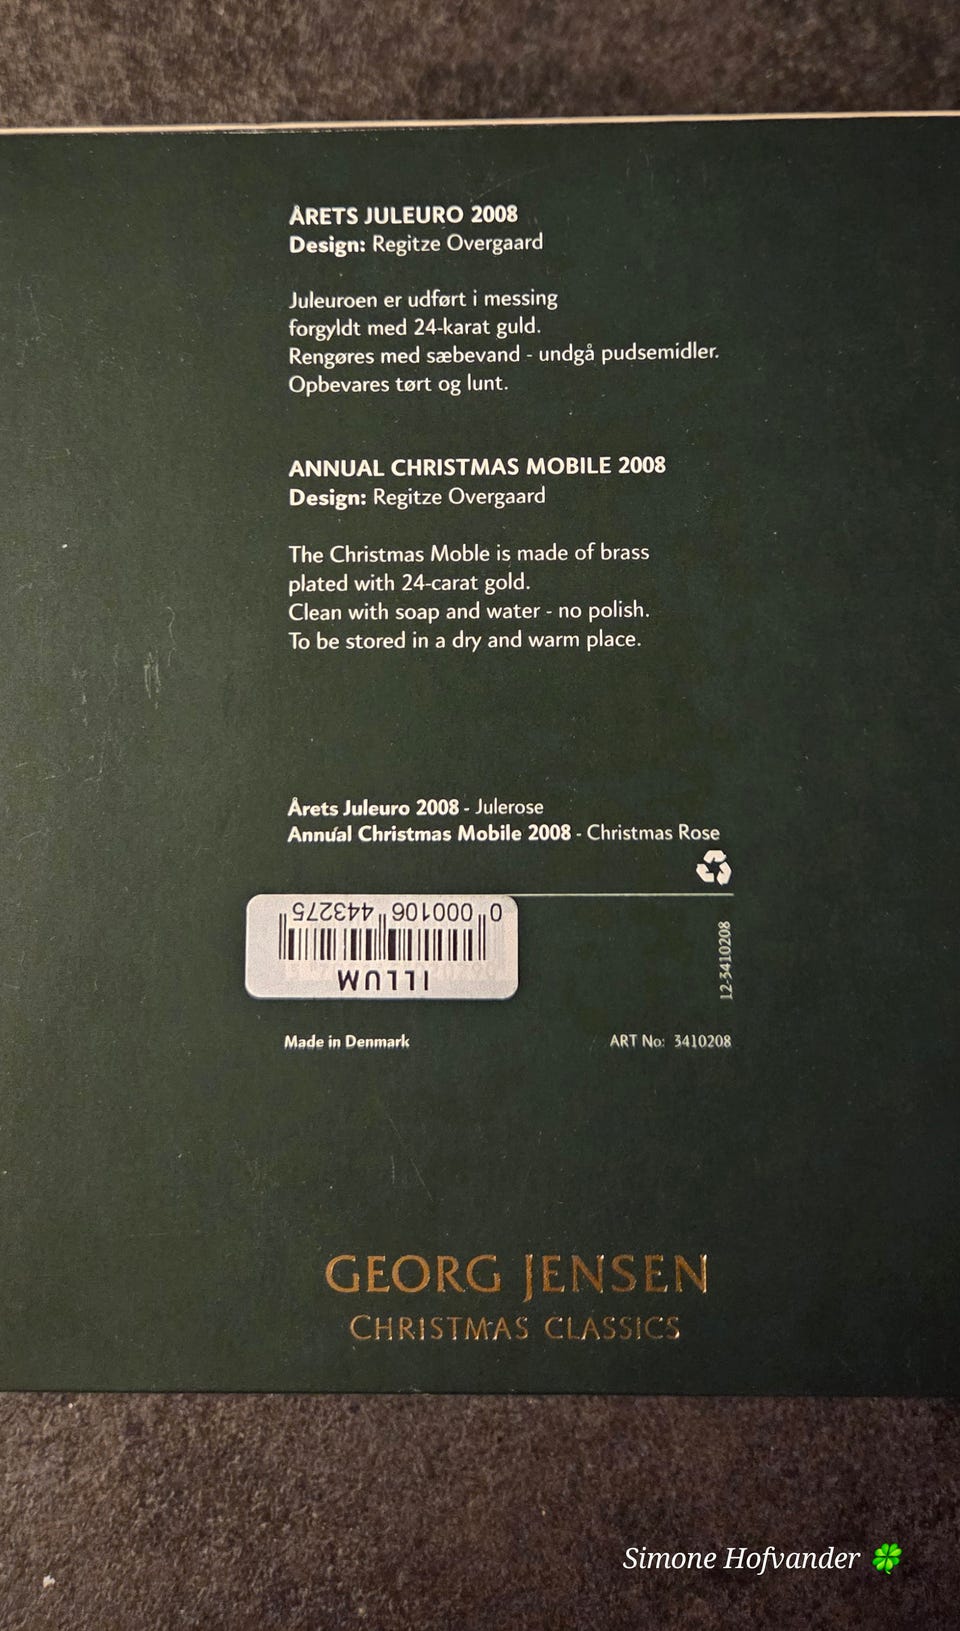 ÅRETS JULEURO 2008
Design: Regitze Overgaard
Juleuroen er udført i messing
forgyldt med 24-karat guld.
Rengøres med sæbevand - undgå pudsemidler.
Opbevares tørt og lunt.
ANNUAL CHRISTMAS MOBILE 2008
Design: Regitze Overgaard
The Christmas Moble is made of brass
plated with 24-carat gold.
Clean with soap and water - no polish.
To be stored in a dry and warm place.
Årets Juleuro 2008 - Julerose
Annual Christmas Mobile 2008 - Christmas Rose
ILLUM
0 000106 443275
12-3410208
Made in Denmark
ART No: 3410208
GEORG JENSEN
CHRISTMAS CLASSICS
Simone Hofvander 🍀